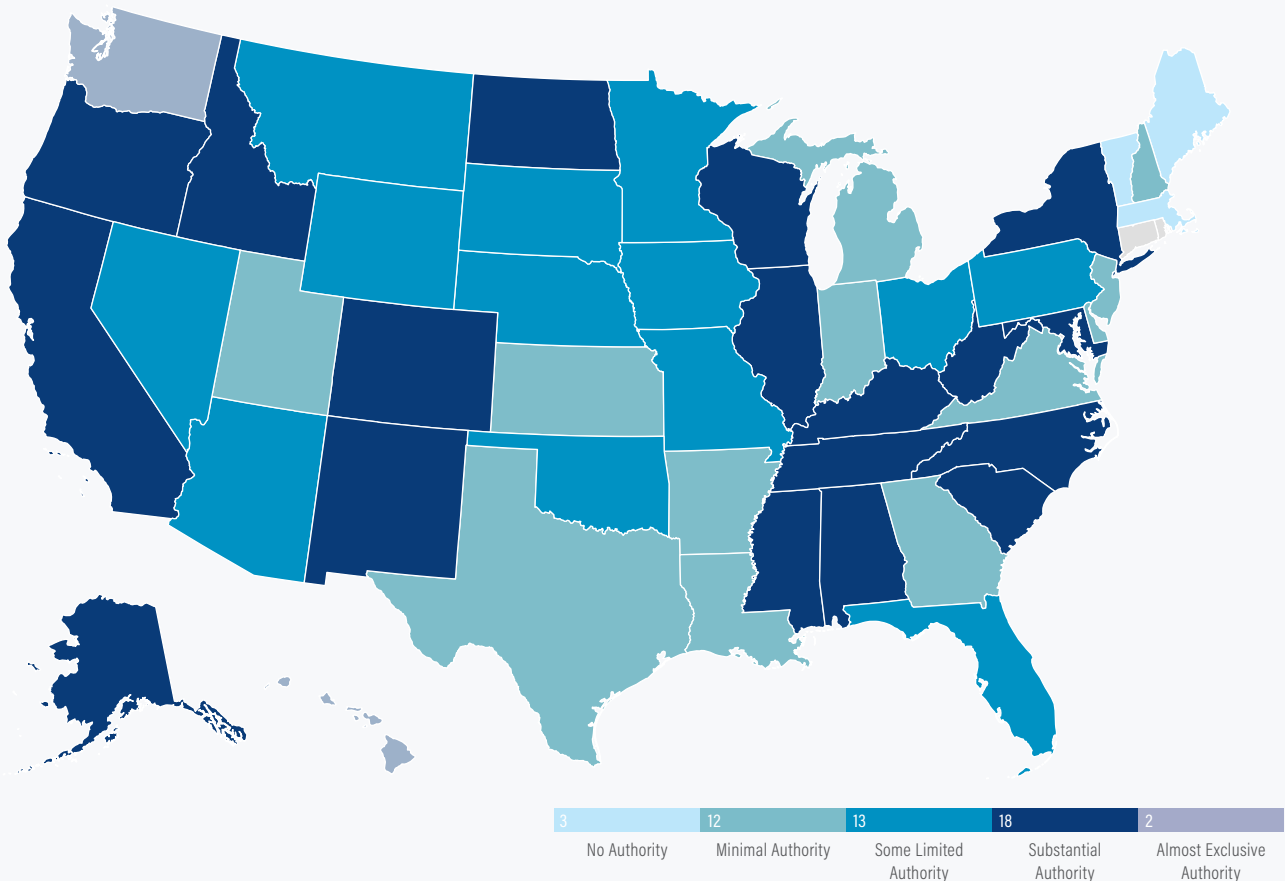 3 12 13 18 2
No Authority Minimal Authority Some Limited Substantial Almost Exclusive
Authority Authority Authority